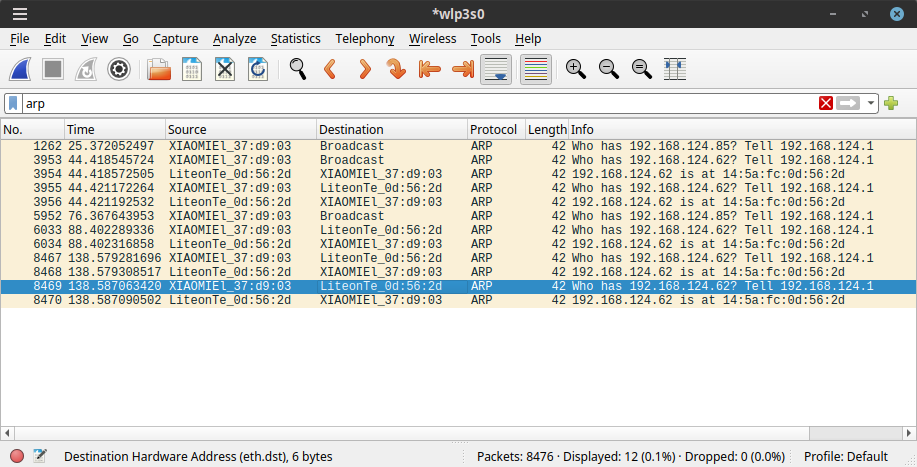 *wlp3s0
File Edit View Go Capture Analyze Statistics Telephony Wireless Tools Help
arp
No. Time Source Destination Protocol Length Info
1262 25.372052497 XIAOMIEl_37:d9:03 Broadcast ARP 42 Who has 192.168.124.85? Tell 192.168.124.1
3953 44.418545724 XIAOMIEl_37:d9:03 Broadcast ARP 42 Who has 192.168.124.62? Tell 192.168.124.1
3954 44.418572505 LiteonTe_0d:56:2d XIAOMIEl_37:d9:03 ARP 42 192.168.124.62 is at 14:5a:fc:0d:56:2d
3955 44.421172264 XIAOMIEl_37:d9:03 LiteonTe_0d:56:2d ARP 42 Who has 192.168.124.62? Tell 192.168.124.1
3956 44.421192532 LiteonTe_0d:56:2d XIAOMIEl_37:d9:03 ARP 42 192.168.124.62 is at 14:5a:fc:0d:56:2d
5952 76.367643953 XIAOMIEl_37:d9:03 Broadcast ARP 42 Who has 192.168.124.85? Tell 192.168.124.1
6033 88.402289336 XIAOMIEl_37:d9:03 LiteonTe_0d:56:2d ARP 42 Who has 192.168.124.62? Tell 192.168.124.1
6034 88.402316858 LiteonTe_0d:56:2d XIAOMIEl_37:d9:03 ARP 42 192.168.124.62 is at 14:5a:fc:0d:56:2d
8467 138.579281696 XIAOMIEl_37:d9:03 LiteonTe_0d:56:2d ARP 42 Who has 192.168.124.62? Tell 192.168.124.1
8468 138.579308517 LiteonTe_0d:56:2d XIAOMIEl_37:d9:03 ARP 42 192.168.124.62 is at 14:5a:fc:0d:56:2d
8469 138.587063420 XIAOMIEl_37:d9:03 LiteonTe_0d:56:2d ARP 42 Who has 192.168.124.62? Tell 192.168.124.1
8470 138.587090502 LiteonTe_0d:56:2d XIAOMIEl_37:d9:03 ARP 42 192.168.124.62 is at 14:5a:fc:0d:56:2d
Destination Hardware Address (eth.dst), 6 bytes Packets: 8476 · Displayed: 12 (0.1%) · Dropped: 0 (0.0%) Profile: Default